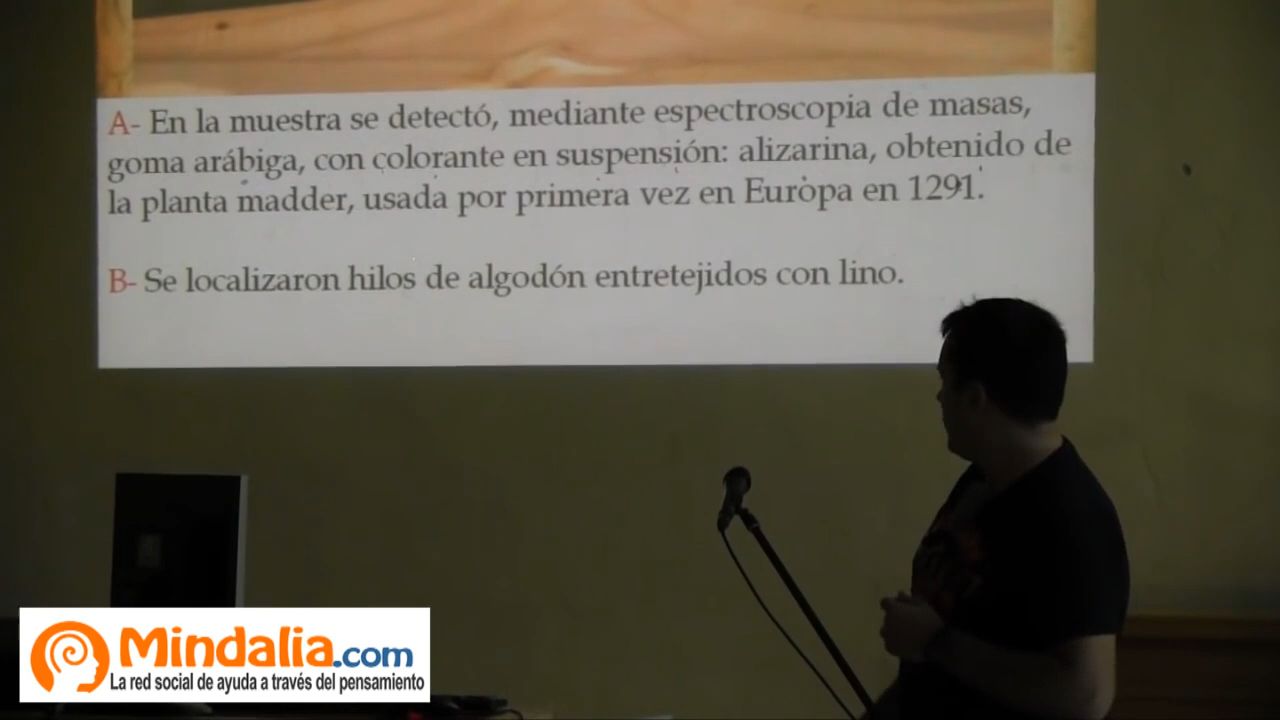 A- En la muestra se detectó, mediante espectroscopia de masas,
goma arábiga, con colorante en suspensión: alizarina, obtenido de
la planta madder, usada por primera vez en Europa en 1291.
B- Se localizaron hilos de algodón entretejidos con lino.
Mindalia.com
La red social de ayuda a través del pensamiento